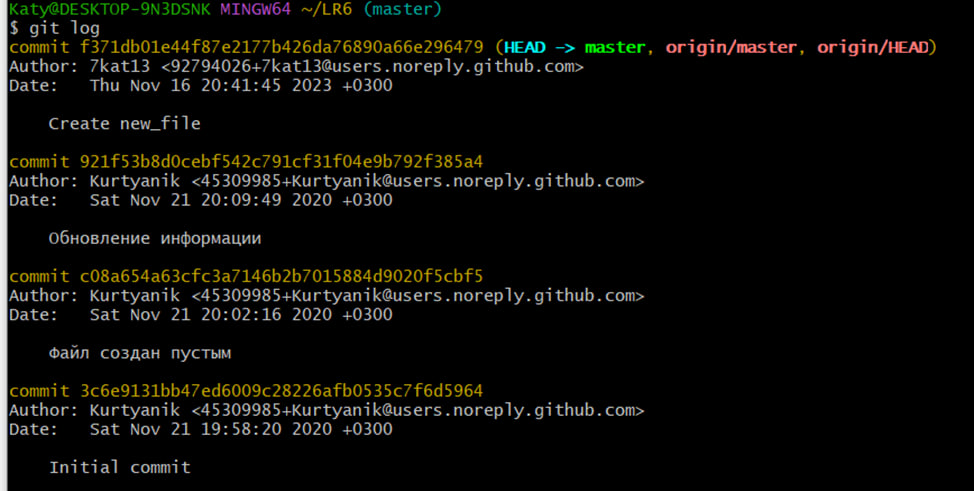 Katy@DESKTOP-9N3DSNK MINGW64 ~/LR6 (master)
$ git log
commit f371db01e44f87e2177b426da76890a66e296479 (HEAD -> master, origin/master, origin/HEAD)
Author: 7kat13 <92794026+7kat13@users.noreply.github.com>
Date:   Thu Nov 16 20:41:45 2023 +0300
Create new_file
commit 921f53b8d0cebf542c791cf31f04e9b792f385a4
Author: Kurtyanik <45309985+Kurtyanik@users.noreply.github.com>
Date:   Sat Nov 21 20:09:49 2020 +0300
Обновление информации
commit c08a654a63cfc3a7146b2b7015884d9020f5cbf5
Author: Kurtyanik <45309985+Kurtyanik@users.noreply.github.com>
Date:   Sat Nov 21 20:02:16 2020 +0300
Файл создан пустым
commit 3c6e9131bb47ed6009c28226afb0535c7f6d5964
Author: Kurtyanik <45309985+Kurtyanik@users.noreply.github.com>
Date:   Sat Nov 21 19:58:20 2020 +0300
Initial commit